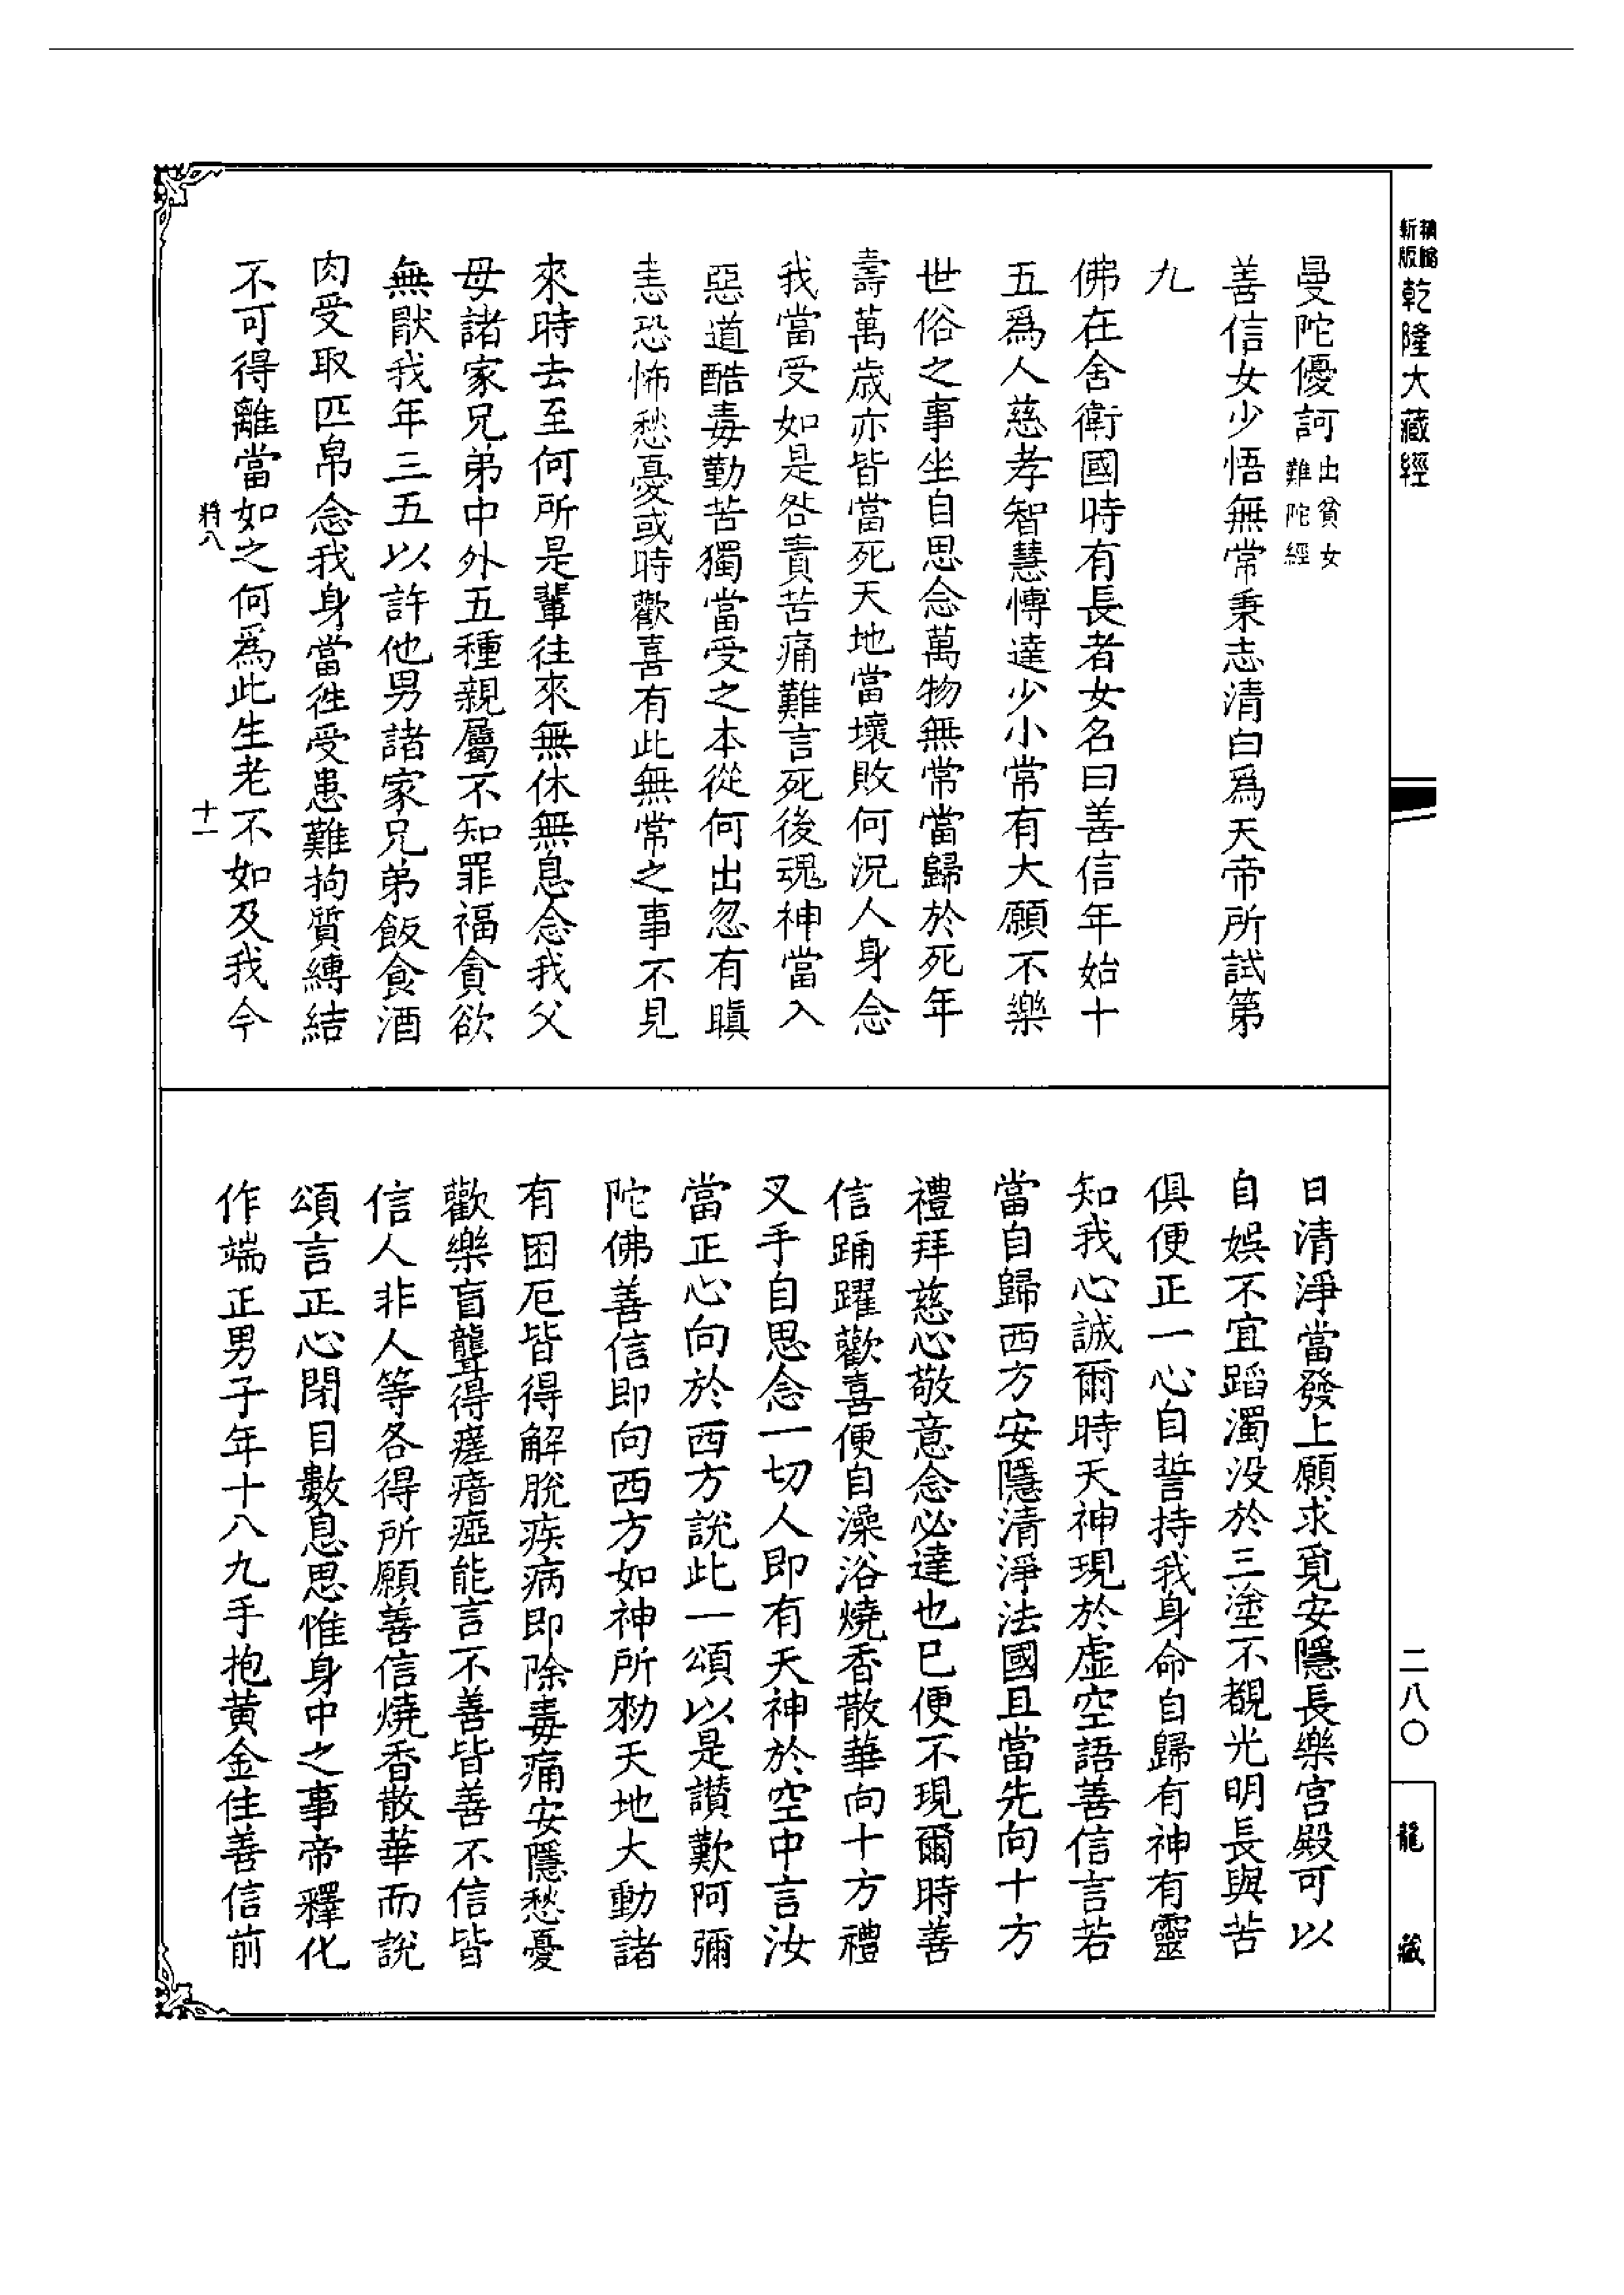 新版
精縮
乾隆大藏經
曼陀優訶出貧女難陀經
善信女少悟無常秉志清白爲天帝所試第
九
佛在舍衛國時有長者女名曰善信年始十
五爲人慈孝智慧博達少小常有大願不樂
世俗之事坐自思念萬物無常當歸於死年
壽萬歲亦皆當死天地當壞敗何況人身念
我當受如是咎責苦痛難言死後魂神當入
惡道酷毒勤苦獨當受之本從何出忽有瞋
恚恐怖愁憂或時歡喜有此無常之事不見
來時去至何所是輩往來無休無息念我父
母諸家兄弟中外五種親屬不知罪福貪欲
無猒我年三五以許他男諸家兄弟飯食酒
肉受取匹帛念我身當徃受患難拘質縛結
不可得離當如之何爲此生老不如及我今
將八
十一
日清淨當發上願求覓安隱長樂宮殿可以
自娛不宜蹈濁没於三塗不覩光明長與苦
俱便正一心自誓持我身命自歸有神有靈
知我心誠爾時天神現於虛空語善信言若
當自歸西方安隱清淨法國且當先向十方
禮拜慈心敬意念必達也已便不現爾時善
信踊躍歡喜便自澡浴燒香散華向十方禮
叉手自思念一切人即有天神於空中言汝
當正心向於西方說此一頌以是讃歎阿彌
陀佛善信即向西方如神所勑天地大動諸
有困厄皆得解脫疾病即除毒痛安隱愁憂
歡樂盲聾得瘥瘖瘂能言不善皆善不信皆
信人非人等各得所願善信燒香散華而說
頌言正心閉目數息思惟身中之事帝釋化
作端正男子年十八九手抱黃金住善信前
二八〇
龍藏